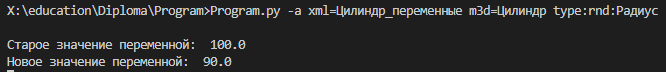 X:\education\Diploma\Program>Program.py -a xml=Цилиндр_переменные m3d=Цилиндр type:rnd:Радиус
Старое значение переменной:  100.0
Новое значение переменной:  90.0